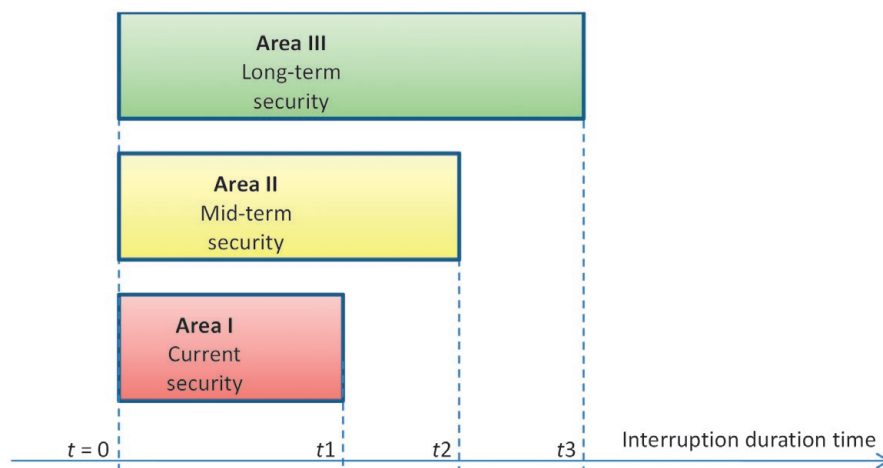 Area III
Long-term
security
Area II
Mid-term
security
Area I
Current
security
t = 0
t1
t2
t3
Interruption duration time